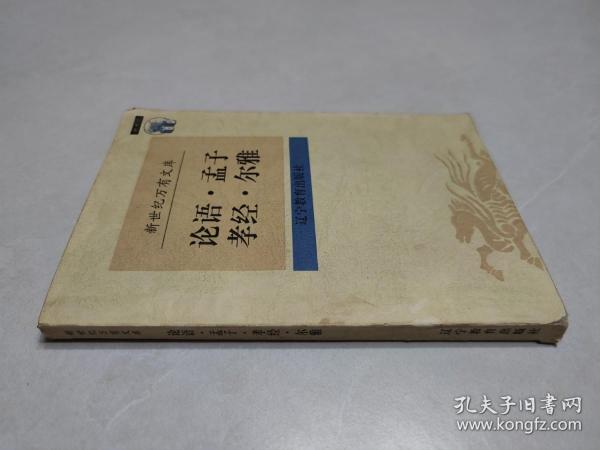 新世纪万有文库
论语·孟子
孝经·尔雅
辽宁教育出版社
新世纪万有文库 论语·孟子·孝经·尔雅 辽宁教育出版社
孔夫子旧书网
www.kongfz.com